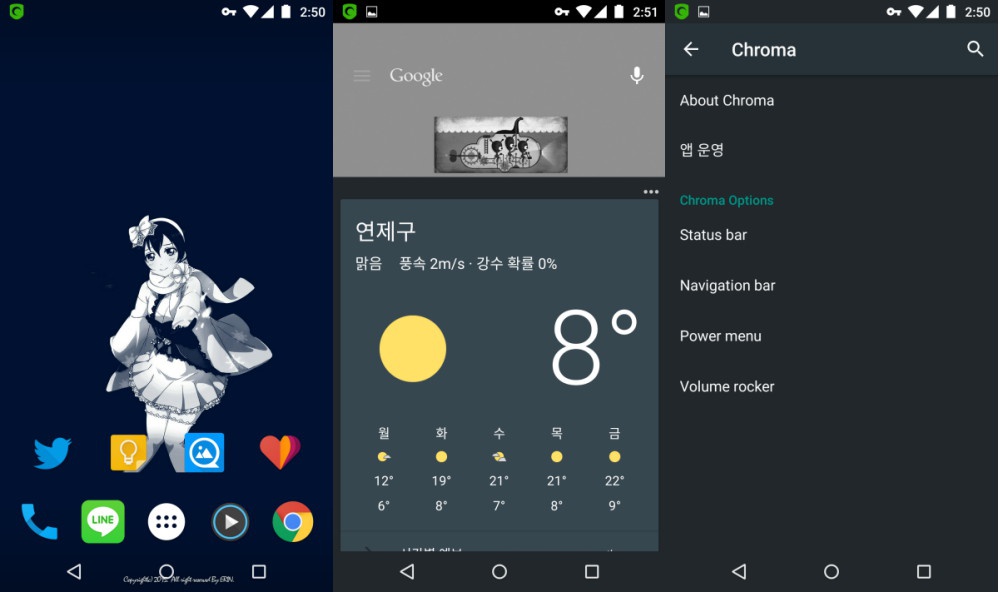 2:50
LINE
Copyright(c) 2015. All right reserved By ERIN.
2:51
Google
연제구
맑음 풍속 2m/s · 강수 확률 0%
8°
월 화 수 목 금
12° 19° 21° 21° 22°
6° 8° 7° 8° 9°
2:50
Chroma
About Chroma
앱 운영
Chroma Options
Status bar
Navigation bar
Power menu
Volume rocker